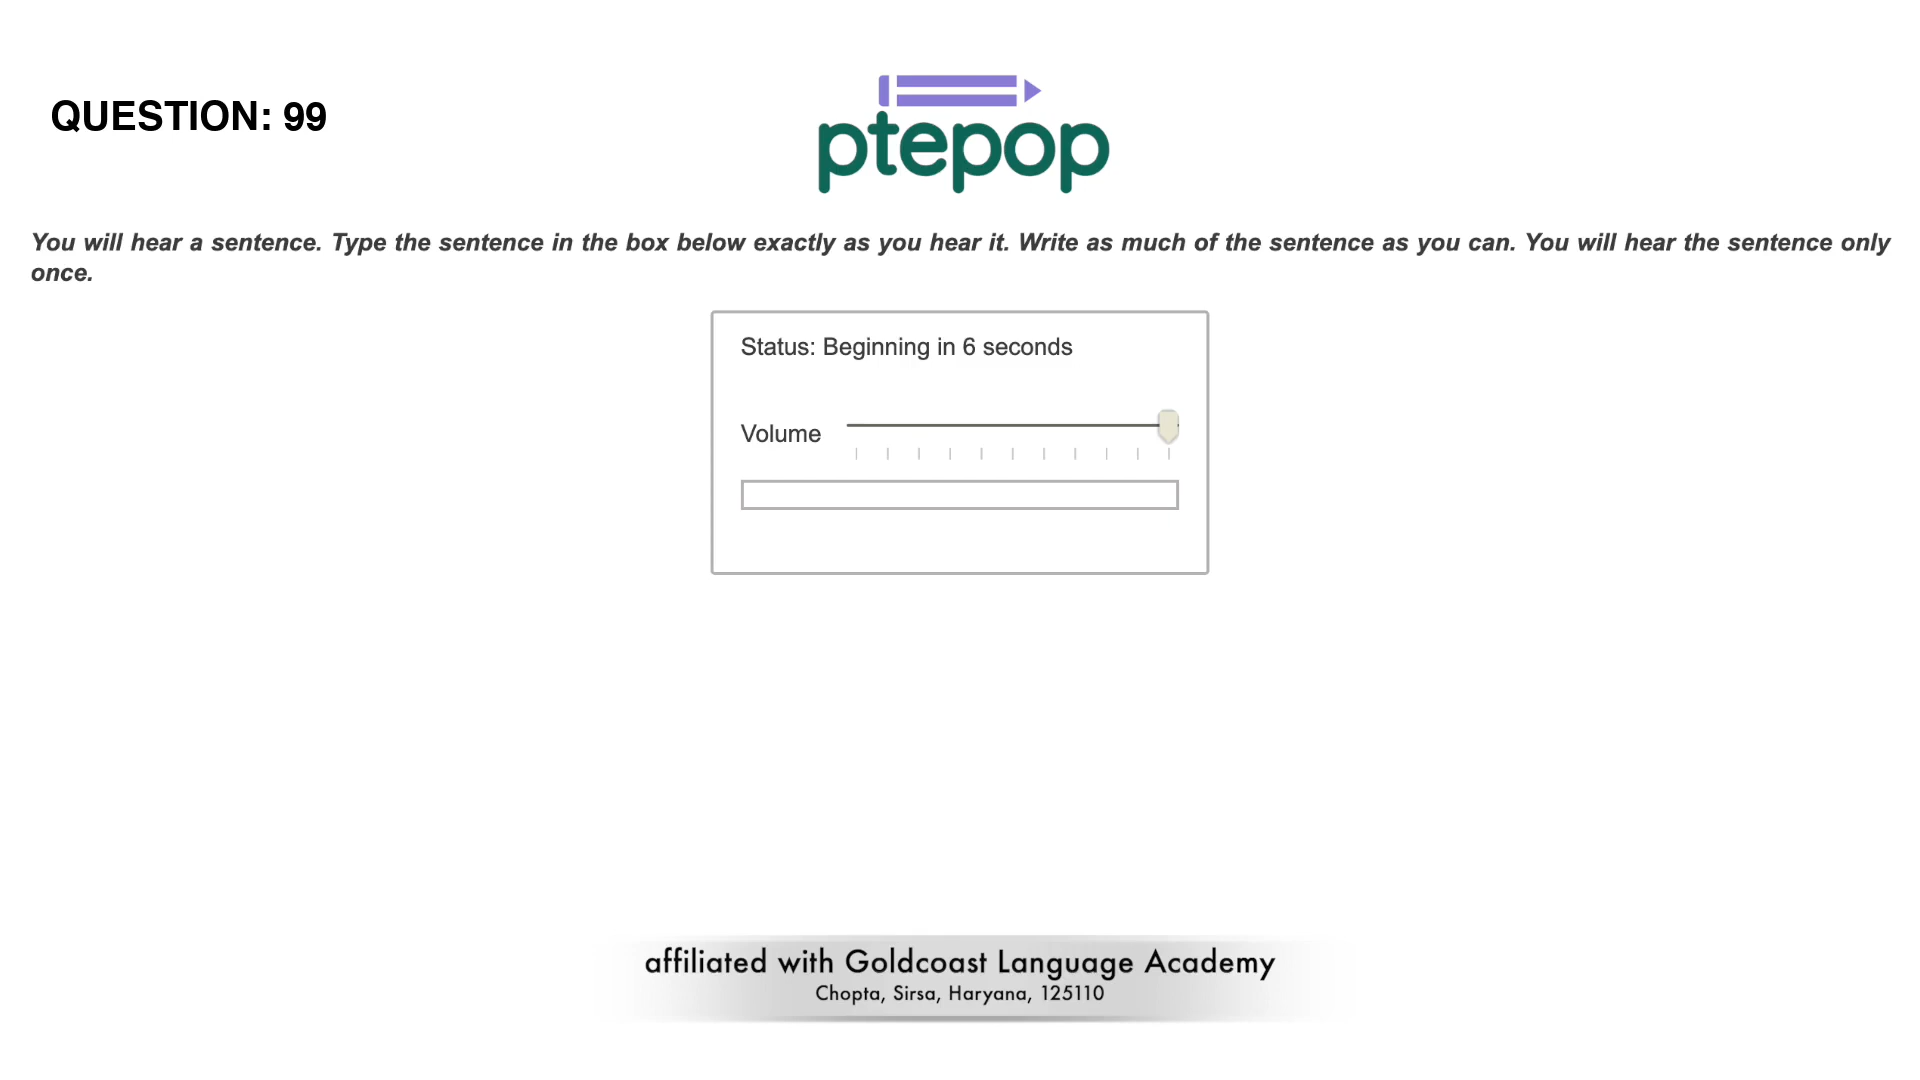 QUESTION: 99
ptepop
You will hear a sentence. Type the sentence in the box below exactly as you hear it. Write as much of the sentence as you can. You will hear the sentence only
once.
Status: Beginning in 6 seconds
Volume
affiliated with Goldcoast Language Academy
Chopta, Sirsa, Haryana, 125110